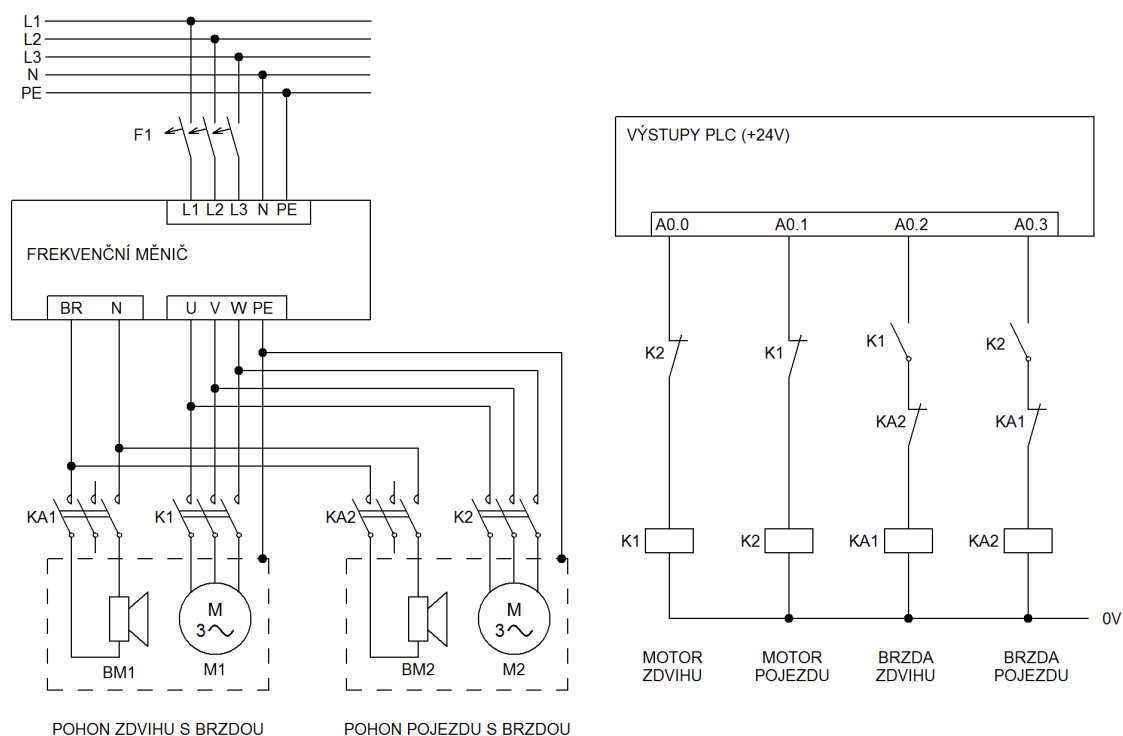 L1
L2
L3
N
PE
F1
L1 L2 L3 N PE
FREKVENČNÍ MĚNIČ
BR N U V W PE
KA1 K1 KA2 K2
M
3
M
3
BM1 M1 BM2 M2
POHON ZDVIHU S BRZDOU
POHON POJEZDU S BRZDOU
VÝSTUPY PLC (+24V)
A0.0 A0.1 A0.2 A0.3
K2 K1 K1 K2
KA2 KA1
K1 K2 KA1 KA2
0V
MOTOR
ZDVIHU
MOTOR
POJEZDU
BRZDA
ZDVIHU
BRZDA
POJEZDU